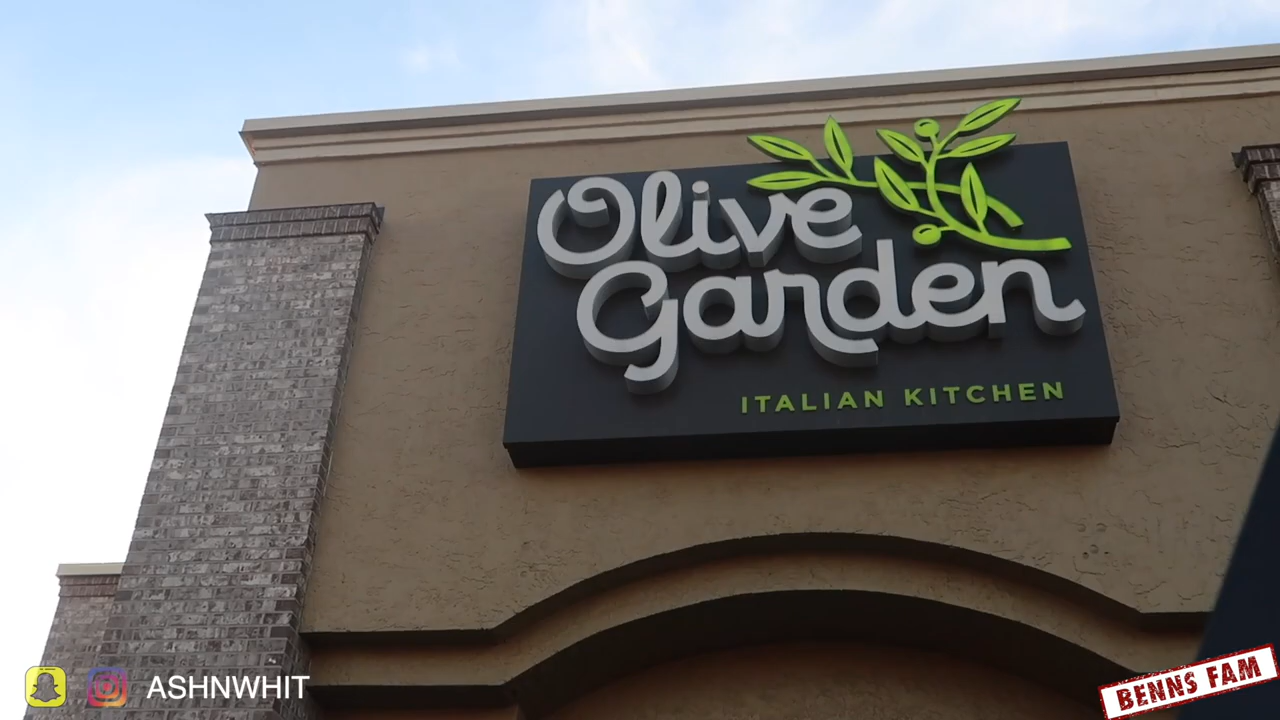 Olive
Garden
ITALIAN KITCHEN
ASHNWHIT
BENNS FAM